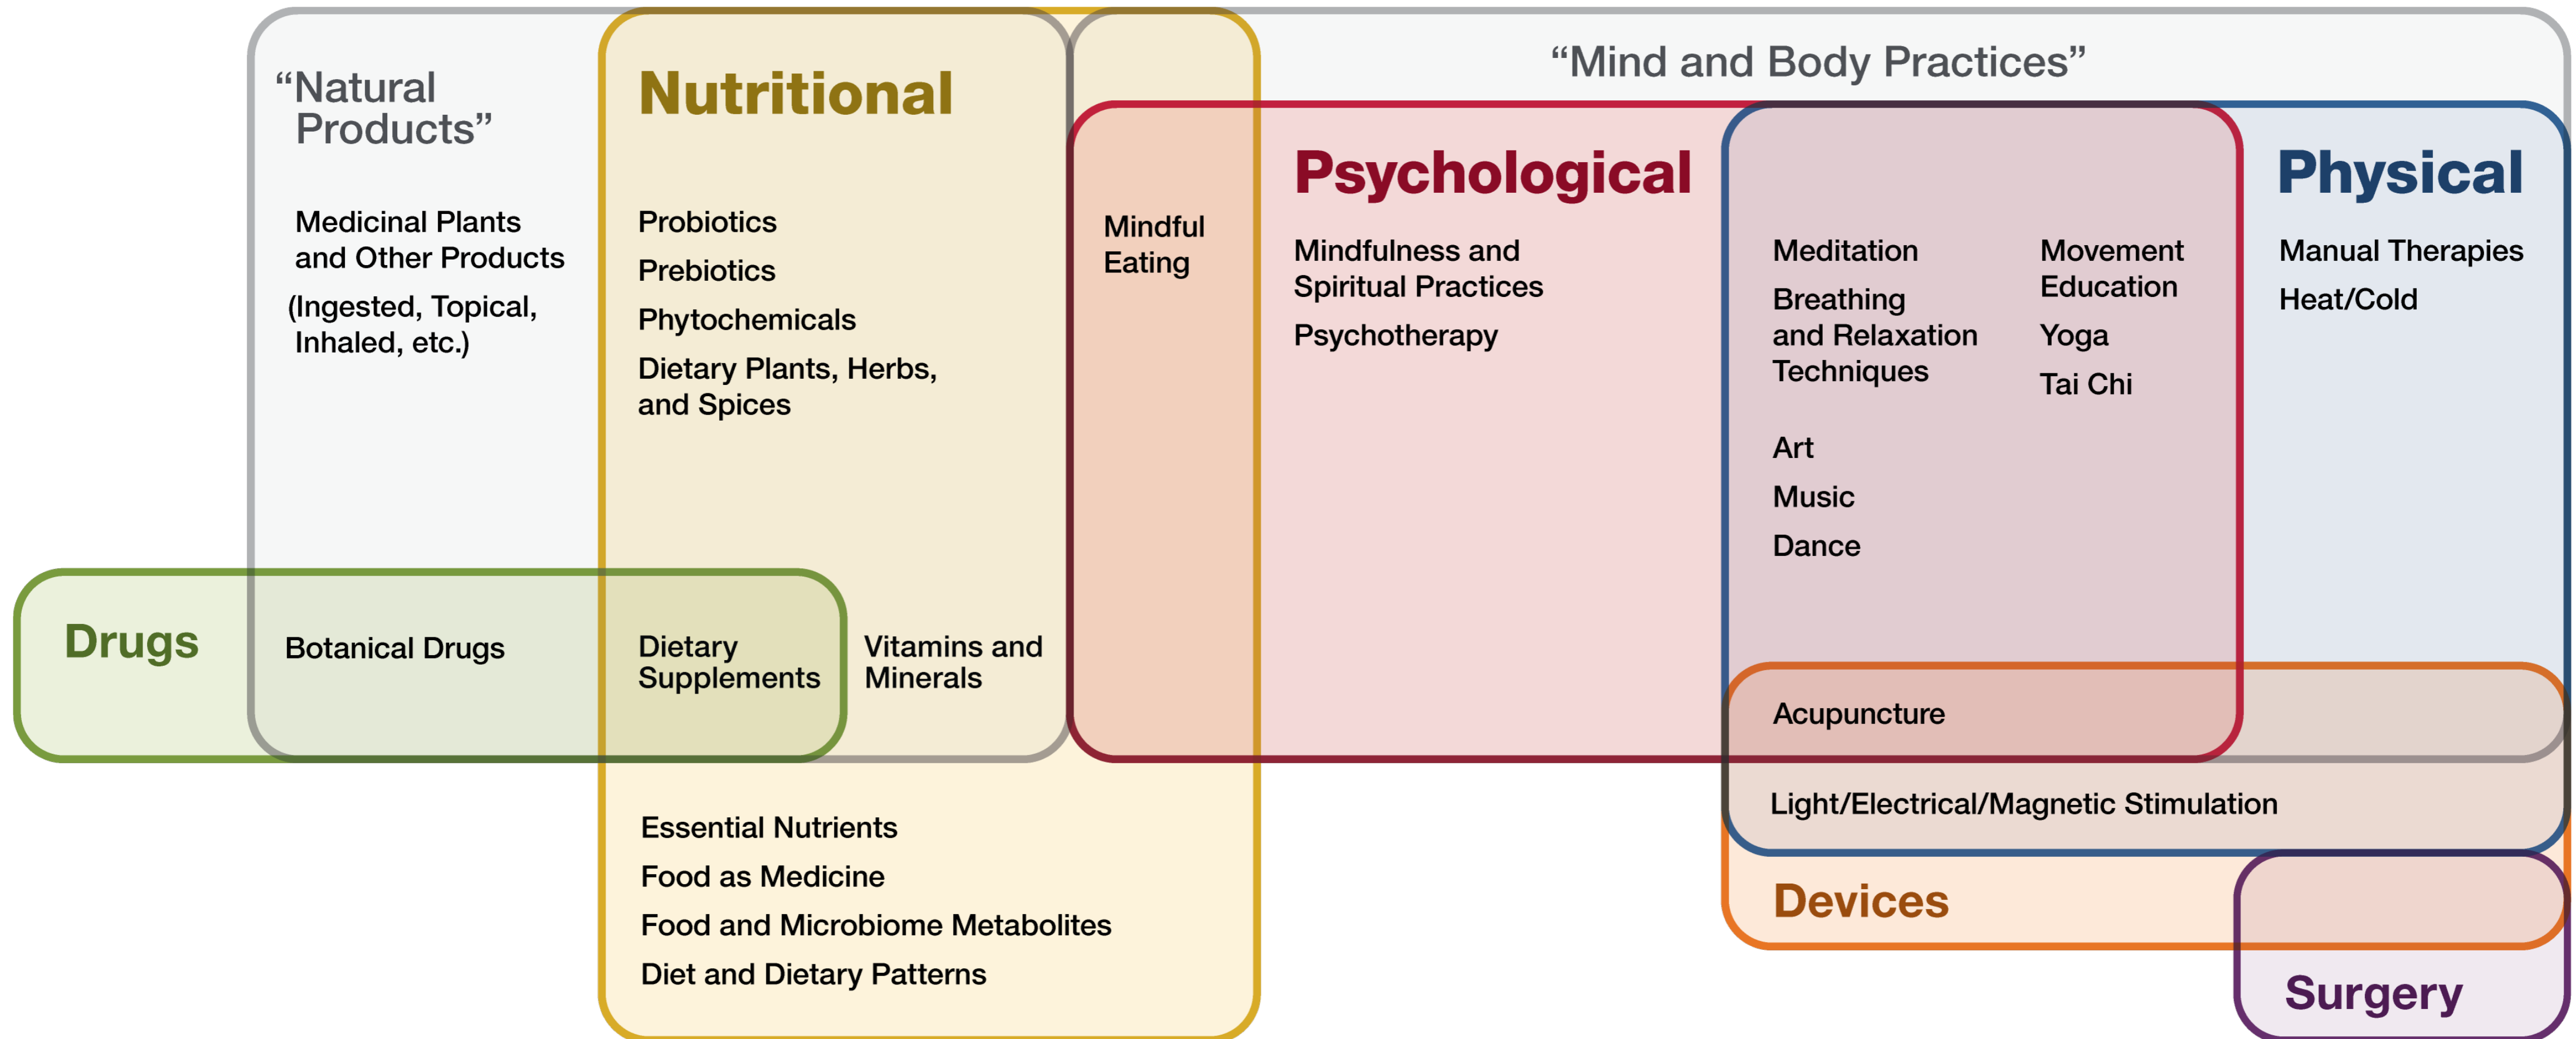 “Natural
Products”
Medicinal Plants
and Other Products
(Ingested, Topical,
Inhaled, etc.)
Nutritional
Probiotics
Prebiotics
Phytochemicals
Dietary Plants, Herbs,
and Spices
Mindful
Eating
“Mind and Body Practices”
Psychological
Mindfulness and
Spiritual Practices
Psychotherapy
Meditation
Breathing
and Relaxation
Techniques
Art
Music
Dance
Movement
Education
Yoga
Tai Chi
Physical
Manual Therapies
Heat/Cold
Drugs
Botanical Drugs
Dietary
Supplements
Vitamins and
Minerals
Acupuncture
Light/Electrical/Magnetic Stimulation
Essential Nutrients
Food as Medicine
Food and Microbiome Metabolites
Diet and Dietary Patterns
Devices
Surgery